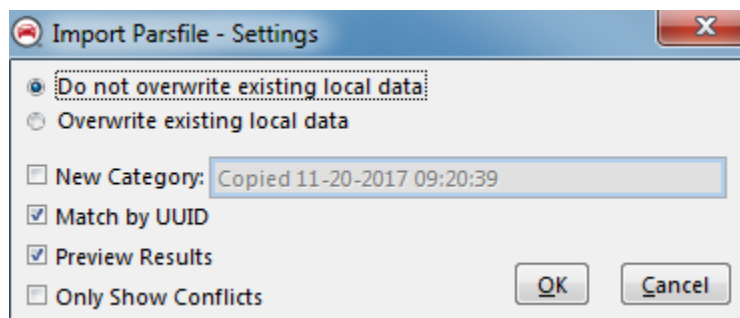 Import Parsfile - Settings
Do not overwrite existing local data
Overwrite existing local data
New Category: Copied 11-20-2017 09:20:39
Match by UUID
Preview Results
Only Show Conflicts
OK Cancel